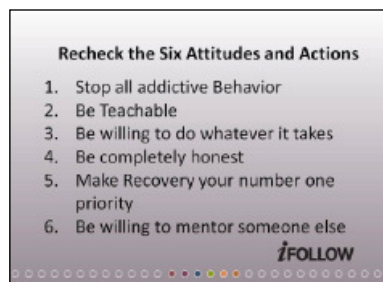 Recheck the Six Attitudes and Actions
1. Stop all addictive Behavior
2. Be Teachable
3. Be willing to do whatever it takes
4. Be completely honest
5. Make Recovery your number one
priority
6. Be willing to mentor someone else
iFOLLOW